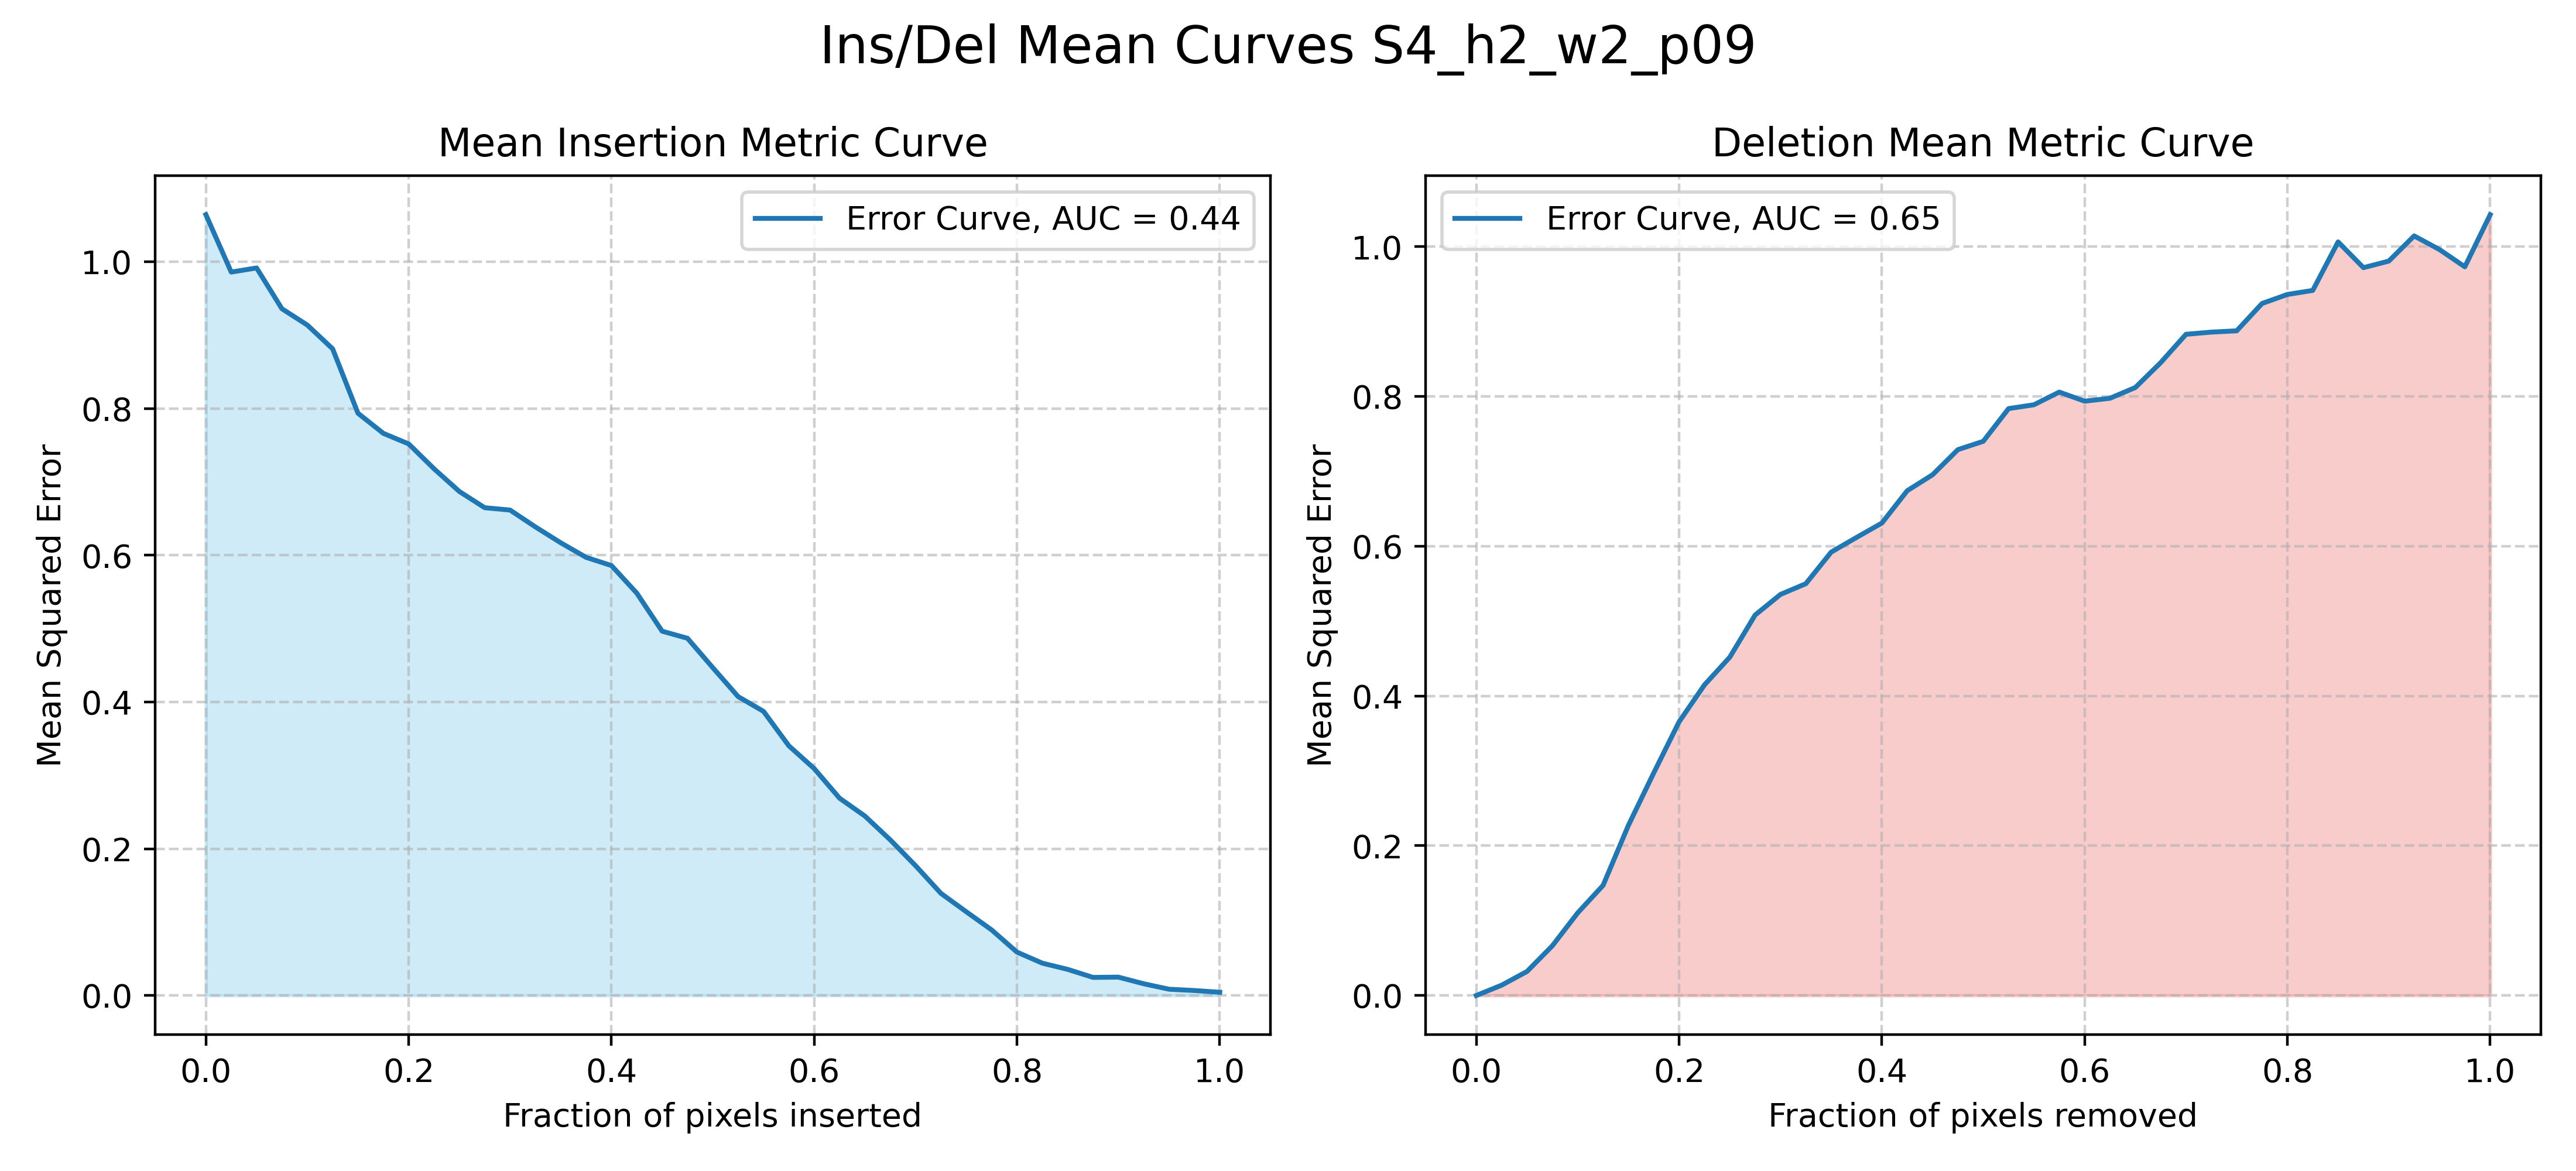 Ins/Del Mean Curves S4_h2_w2_p09
Mean Insertion Metric Curve
Error Curve, AUC = 0.44
Mean Squared Error
1.0
0.8
0.6
0.4
0.2
0.0
0.0 0.2 0.4 0.6 0.8 1.0
Fraction of pixels inserted
Deletion Mean Metric Curve
Error Curve, AUC = 0.65
Mean Squared Error
1.0
0.8
0.6
0.4
0.2
0.0
0.0 0.2 0.4 0.6 0.8 1.0
Fraction of pixels removed